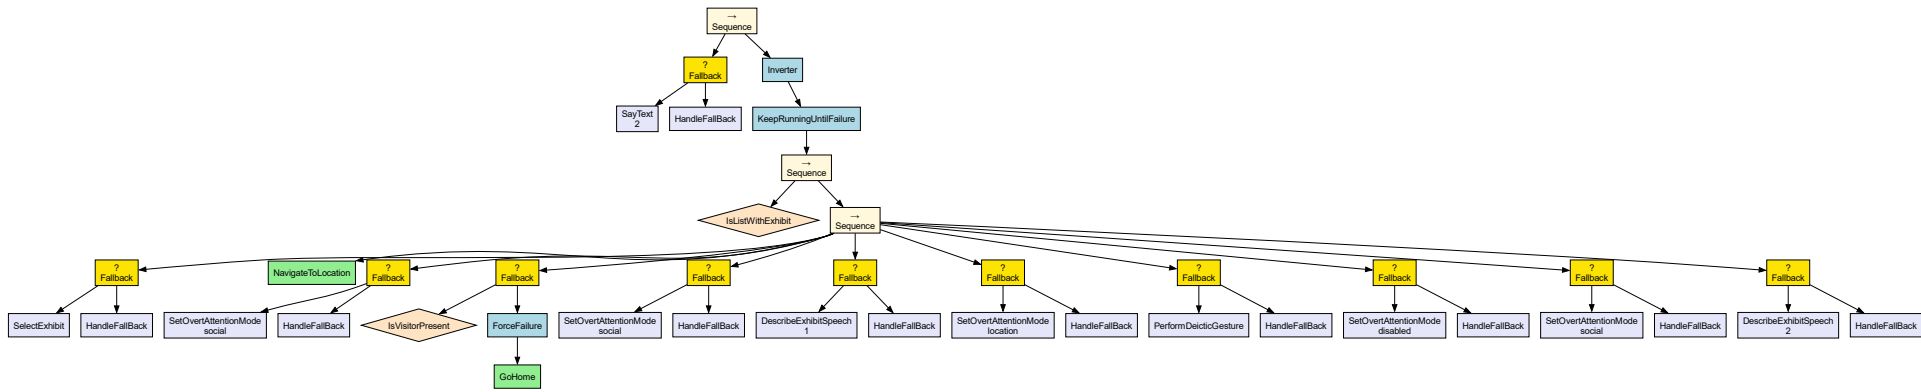 →
Sequence
?
Fallback
Inverter
SayText
2
HandleFallBack
KeepRunningUntilFailure
→
Sequence
IsListWithExhibit
→
Sequence
?
Fallback
NavigateToLocation
?
Fallback
?
Fallback
?
Fallback
?
Fallback
?
Fallback
?
Fallback
?
Fallback
?
Fallback
?
Fallback
SelectExhibit
HandleFallBack
SetOvertAttentionMode
social
HandleFallBack
IsVisitorPresent
ForceFailure
SetOvertAttentionMode
social
HandleFallBack
DescribeExhibitSpeech
1
HandleFallBack
SetOvertAttentionMode
location
HandleFallBack
PerformDeicticGesture
HandleFallBack
SetOvertAttentionMode
disabled
HandleFallBack
SetOvertAttentionMode
social
HandleFallBack
DescribeExhibitSpeech
2
HandleFallBack
GoHome